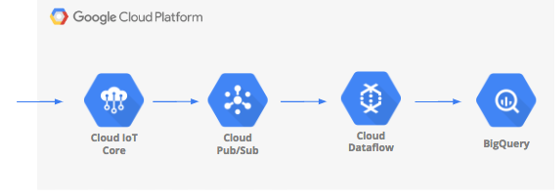 Google Cloud Platform
Cloud IoT
Core
Cloud
Pub/Sub
Cloud
Dataflow
BigQuery